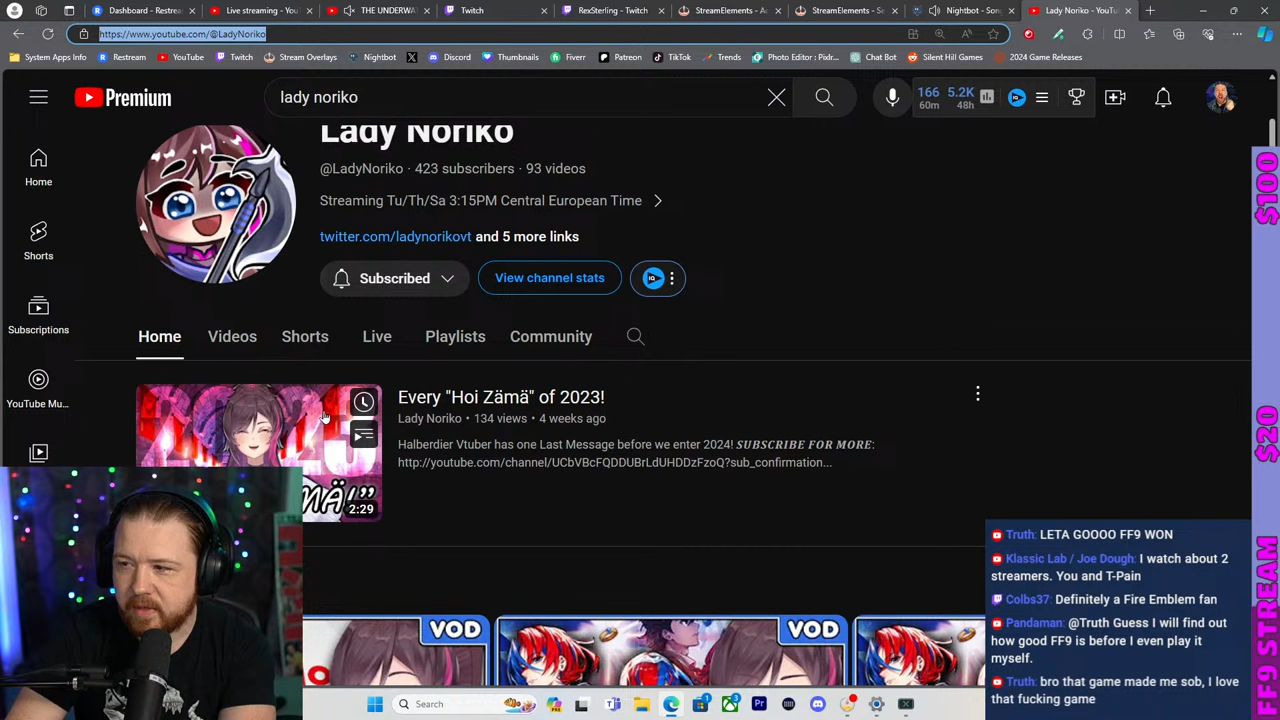 Dashboard - Restrea
Live streaming - You
THE UNDERWA
Twitch
RexSterling - Twitch
StreamElements - Ac
StreamElements - Se
Nightbot - Song
Lady Noriko - YouTu
https://www.youtube.com/@LadyNoriko
System Apps Info
Restream
YouTube
Twitch
Stream Overlays
Nightbot
X
Discord
Thumbnails
Fiverr
Patreon
TikTok
Trends
Photo Editor : Pidr...
Chat Bot
Silent Hill Games
2024 Game Releases
Premium
lady noriko
166 5.2K
60m 48h
Lady Noriko
@LadyNoriko · 423 subscribers · 93 videos
Streaming Tu/Th/Sa 3:15PM Central European Time
twitter.com/ladynorikovt and 5 more links
Subscribed
View channel stats
Home
Shorts
Subscriptions
YouTube Mu...
Home
Videos
Shorts
Live
Playlists
Community
Every "Hoi Zämä" of 2023!
Lady Noriko • 134 views • 4 weeks ago
Halberdier Vtuber has one Last Message before we enter 2024! SUBSCRIBE FOR MORE:
http://youtube.com/channel/UCbVBcFQDDUBrLdUHDDzFzoQ?sub_confirmation...
MÄ!"
2:29
VOD
VOD
Truth: LETA GOOOO FF9 WON
Klassic Lab / Joe Dough: I watch about 2
streamers. You and T-Pain
Colbs37: Definitely a Fire Emblem fan
Pandaman: @Truth Guess I will find out
how good FF9 is before I even play it
myself.
Truth: bro that game made me sob, I love
that fucking game
$100
$20
FF9 STREAM
Search